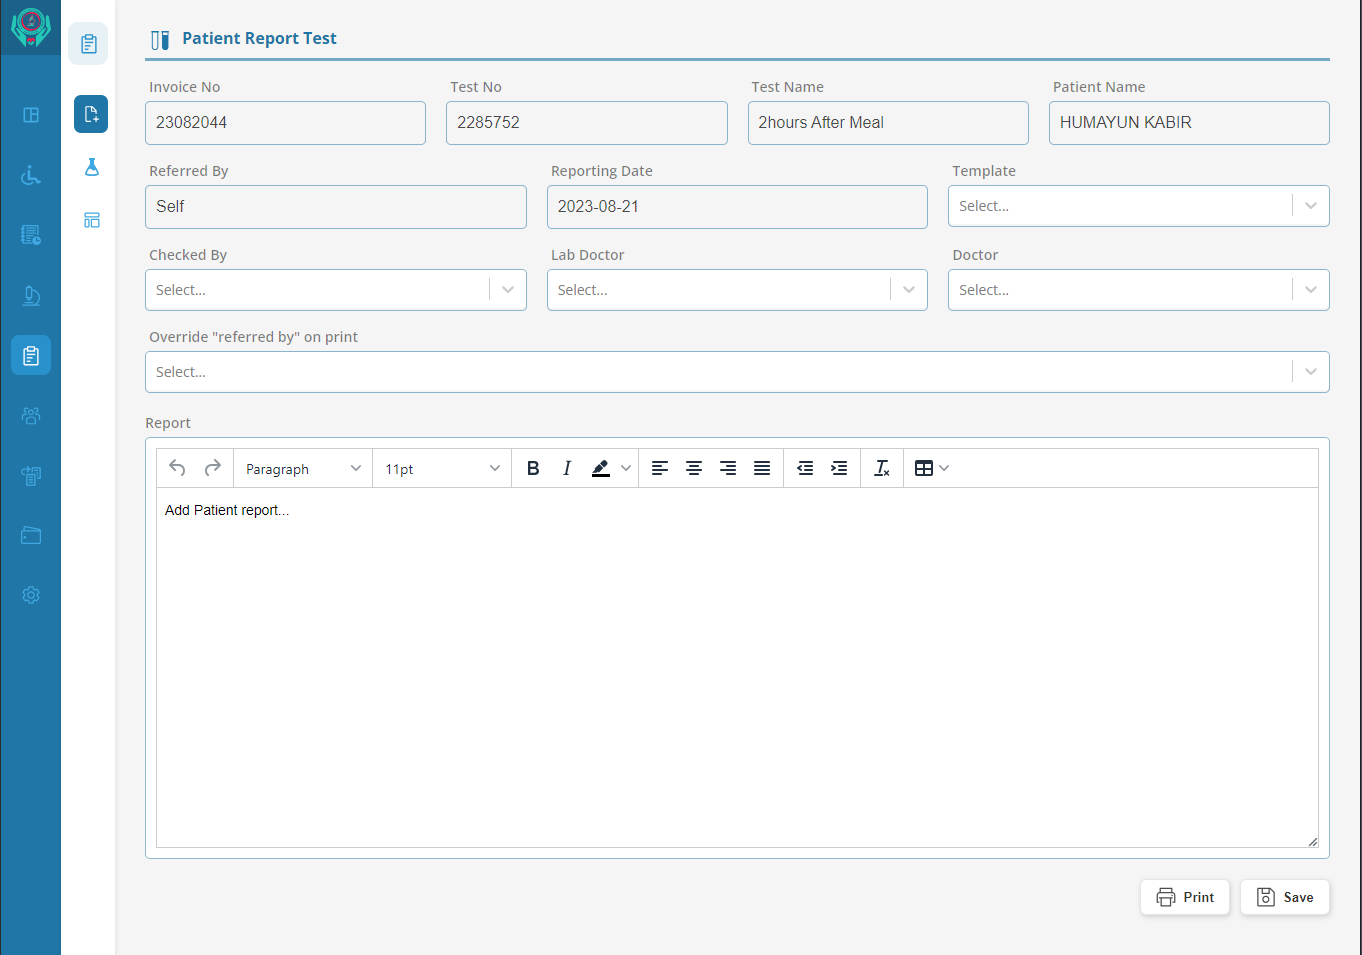 Patient Report Test
Invoice No Test No Test Name Patient Name
23082044 2285752 2hours After Meal HUMAYUN KABIR
Referred By Reporting Date Template
Self 2023-08-21 Select...
Checked By Lab Doctor Doctor
Select... Select... Select...
Override "referred by" on print
Select...
Report
Paragraph 11pt B I
Add Patient report...
Print Save